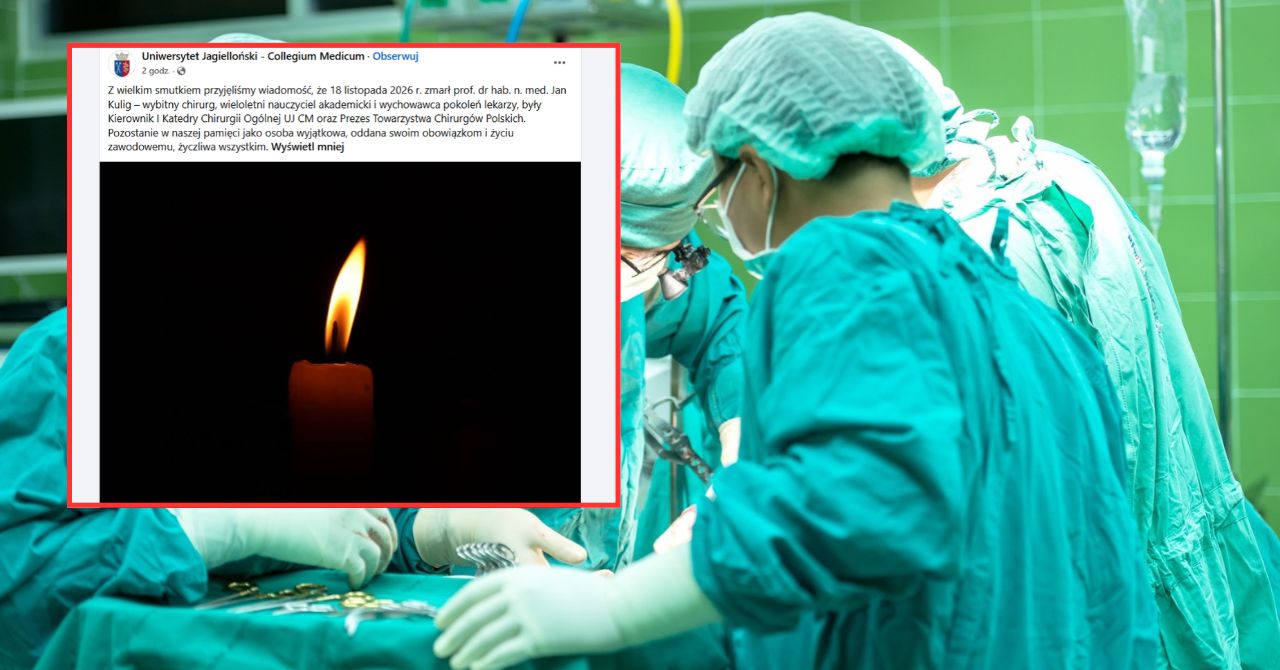 Uniwersytet Jagielloński - Collegium Medicum · Obserwuj
2 godz. ·
Z wielkim smutkiem przyjęliśmy wiadomość, że 18 listopada 2026 r. zmarł prof. dr hab. n. med. Jan
Kulig – wybitny chirurg, wieloletni nauczyciel akademicki i wychowawca pokoleń lekarzy, były
Kierownik I Katedry Chirurgii Ogólnej UJ CM oraz Prezes Towarzystwa Chirurgów Polskich.
Pozostanie w naszej pamięci jako osoba wyjątkowa, oddana swoim obowiązkom i życiu
zawodowemu, życzliwa wszystkim. Wyświetl mniej